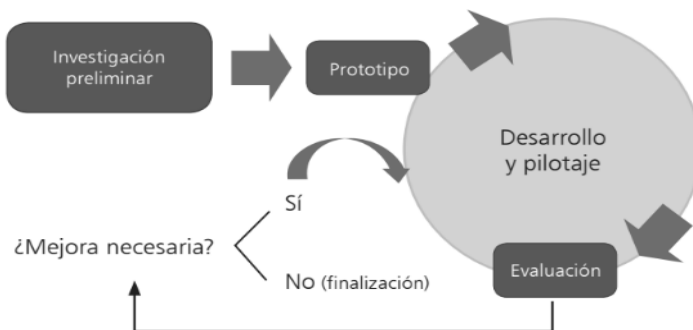 Investigación
preliminar
Prototipo
Desarrollo
y pilotaje
Sí
¿Mejora necesaria?
No (finalización)
Evaluación